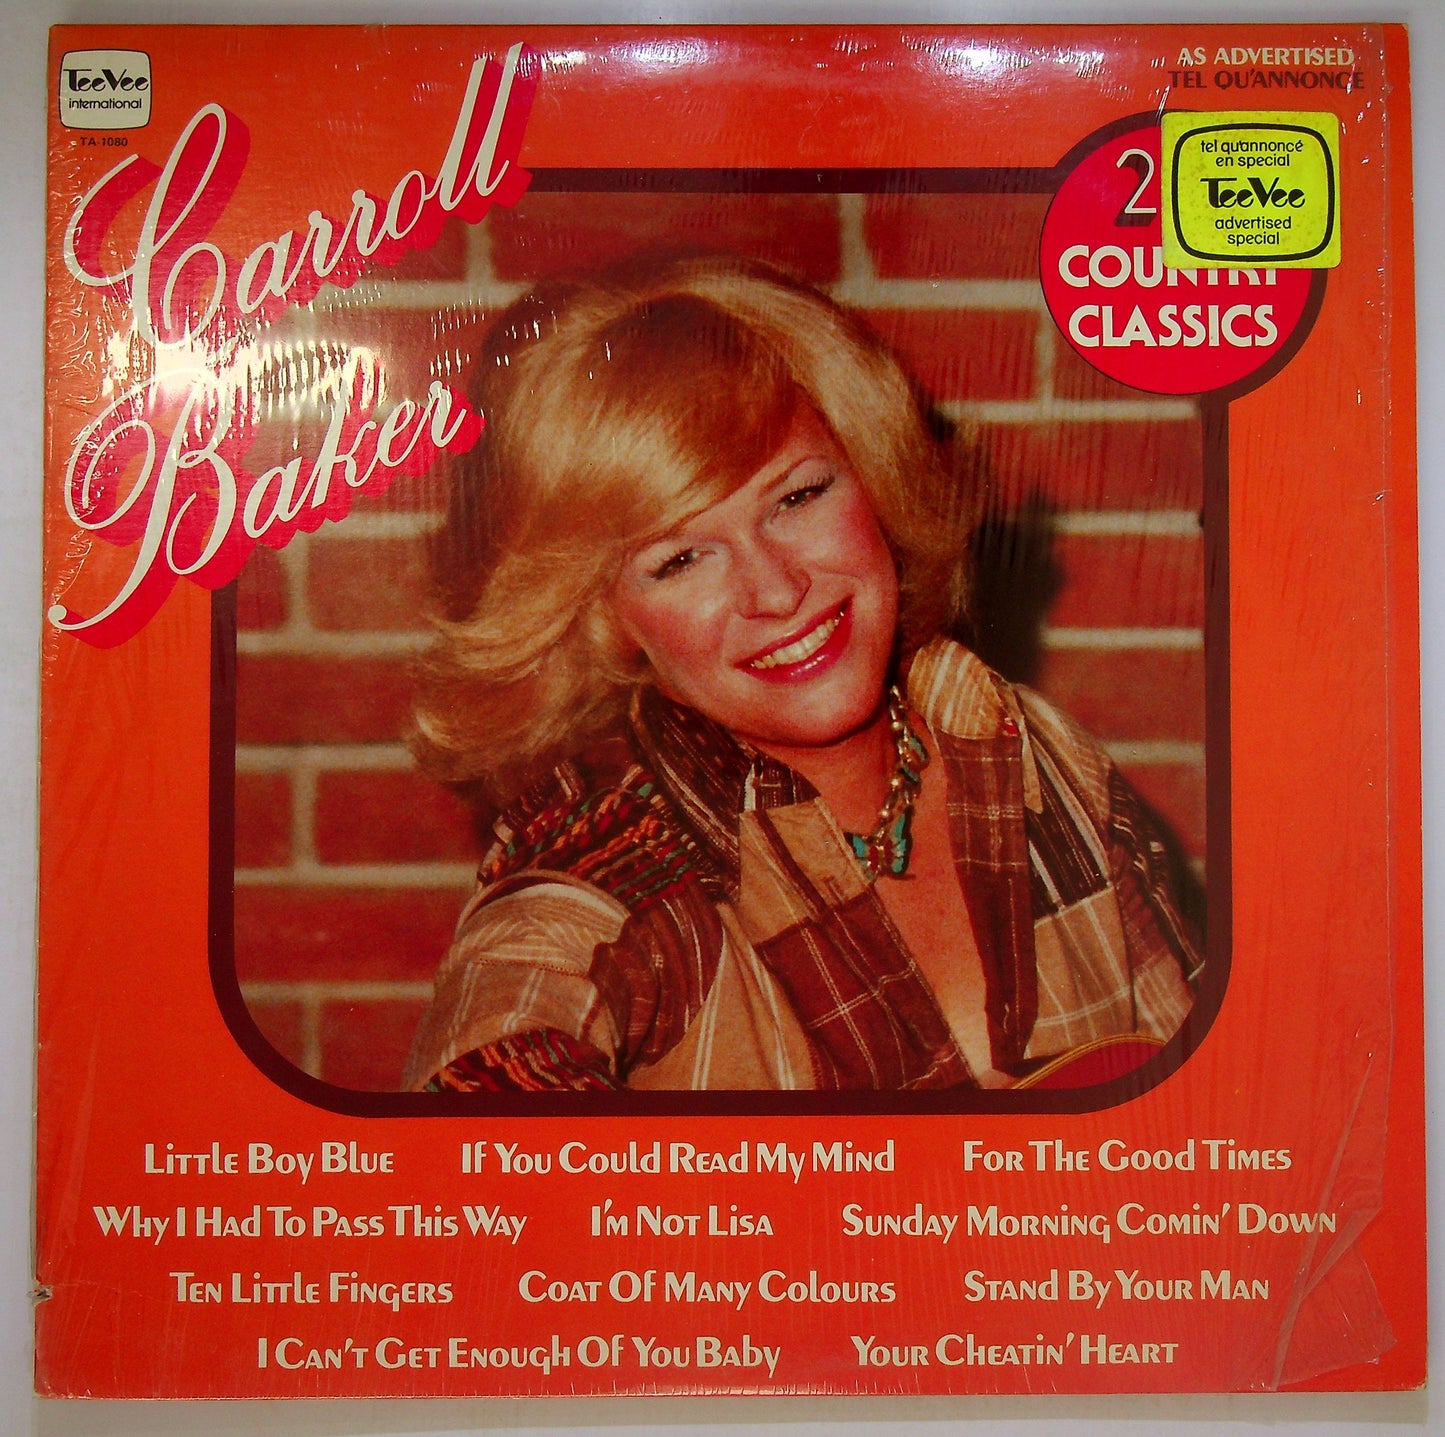 TeeVee
international
TA-1080
Carroll
Baker
AS ADVERTISED
TEL QU'ANNONCE
2
COUNTRY
CLASSICS
tel qu'annoncé
en special
TeeVee
advertised
special
Little Boy Blue If You Could Read My Mind For The Good Times
Why I Had To Pass This Way I'm Not Lisa Sunday Morning Comin' Down
Ten Little Fingers Coat Of Many Colours Stand By Your Man
I Can't Get Enough Of You Baby Your Cheatin' Heart